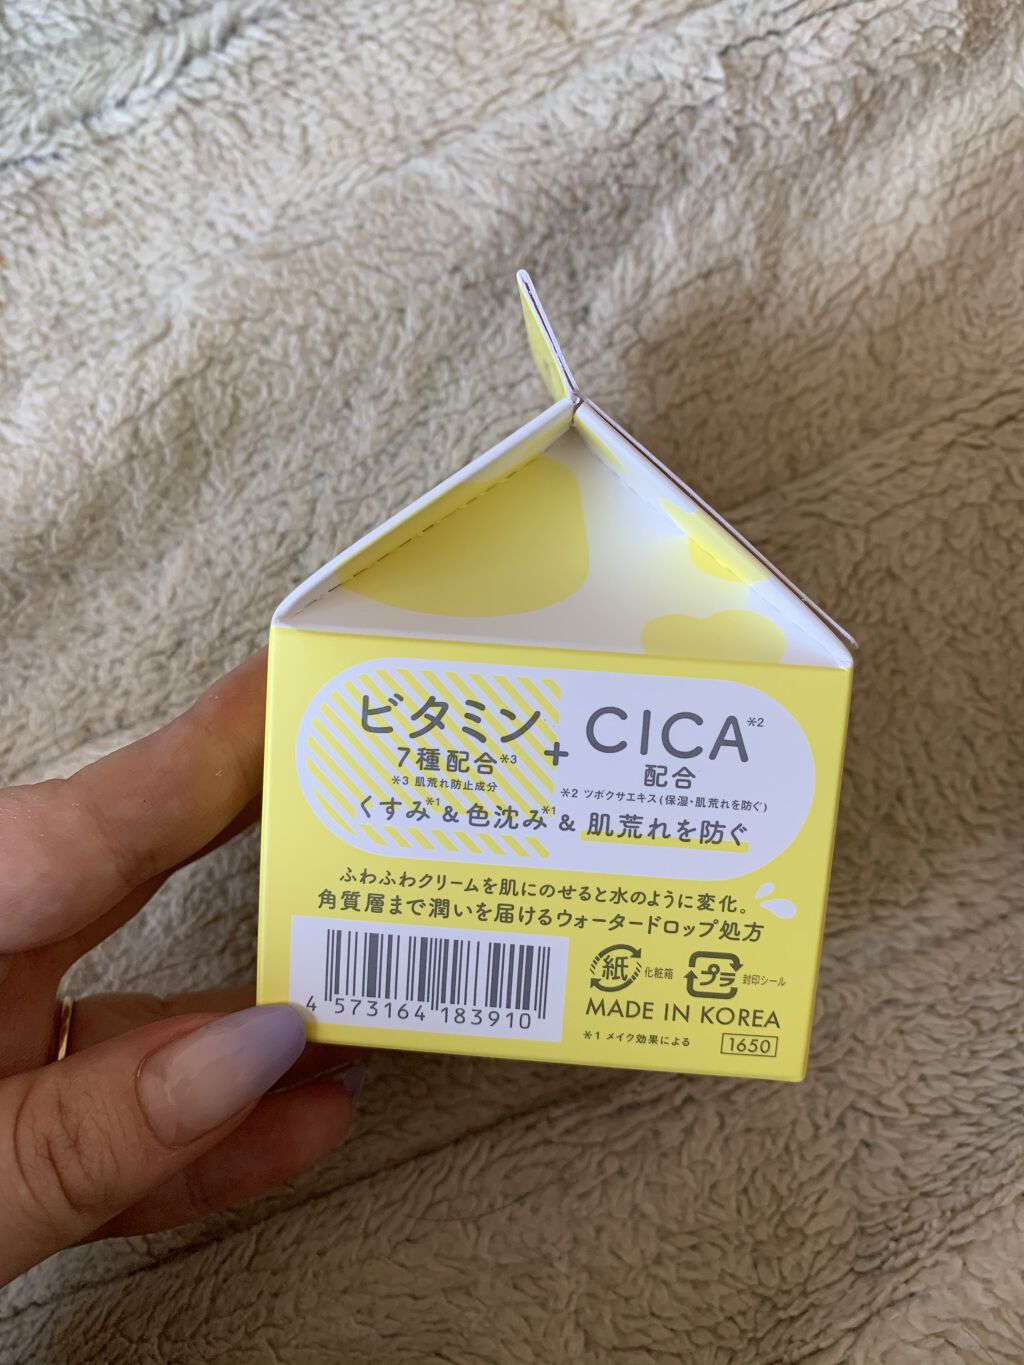 ビタミン + CICA*2
7種配合*3 配合
*3 肌荒れ防止成分 *2 ツボクサエキス(保湿・肌荒れを防ぐ)
くすみ*1 & 色沈み*1 & 肌荒れを防ぐ
ふわふわクリームを肌にのせると水のように変化。
角質層まで潤いを届けるウォータードロップ処方
紙 化粧箱 プラ 封印シール
MADE IN KOREA
4 573164 183910
*1 メイク効果による 1650